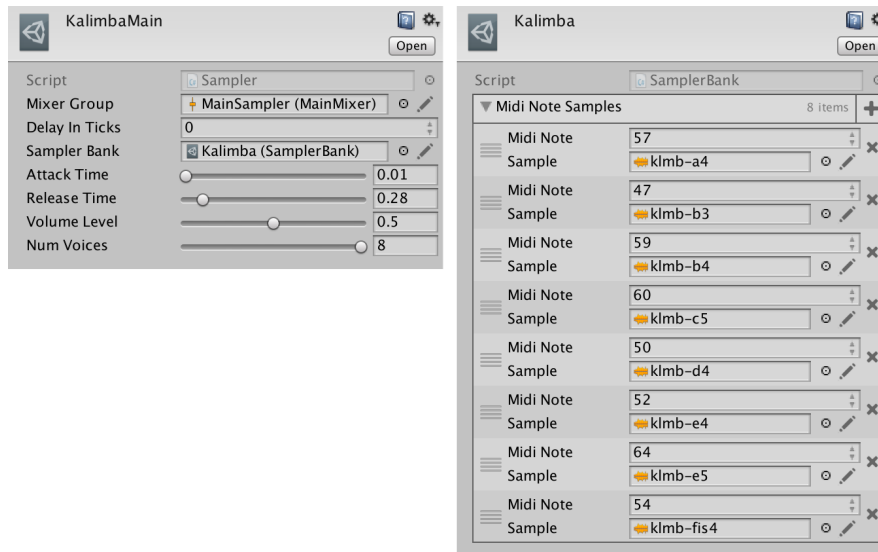 KalimbaMain
Open
Script Sampler
Mixer Group MainSampler (MainMixer)
Delay In Ticks 0
Sampler Bank Kalimba (SamplerBank)
Attack Time 0.01
Release Time 0.28
Volume Level 0.5
Num Voices 8
Kalimba
Open
Script SamplerBank
Midi Note Samples 8 items
Midi Note 57
Sample klmb-a4
Midi Note 47
Sample klmb-b3
Midi Note 59
Sample klmb-b4
Midi Note 60
Sample klmb-c5
Midi Note 50
Sample klmb-d4
Midi Note 52
Sample klmb-e4
Midi Note 64
Sample klmb-e5
Midi Note 54
Sample klmb-fis4